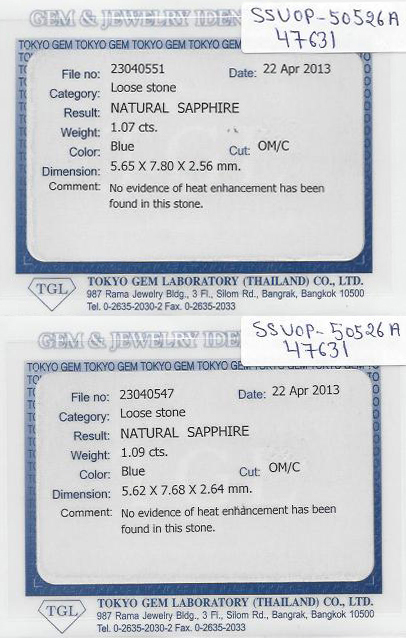 GEM & JEWELRY IDEN
SSUOP-50526A
47631
TOKYO GEM TOKYO GEM TOKYO GEM TOKYO GEM
File no: 23040551 Date: 22 Apr 2013
Category: Loose stone
Result: NATURAL SAPPHIRE
Weight: 1.07 cts.
Color: Blue Cut: OM/C
Dimension: 5.65 X 7.80 X 2.56 mm.
Comment: No evidence of heat enhancement has been
found in this stone.
TGL
TOKYO GEM LABORATORY (THAILAND) CO., LTD.
987 Rama Jewelry Bldg., 3 Fl., Silom Rd., Bangrak, Bangkok 10500
Tel. 0-2635-2030-2 Fax. 0-2635-2033
GEM & JEWELRY IDEN
SSUOP-50526A
47631
TOKYO GEM TOKYO GEM TOKYO GEM TOKYO GEM
File no: 23040547 Date: 22 Apr 2013
Category: Loose stone
Result: NATURAL SAPPHIRE
Weight: 1.09 cts.
Color: Blue Cut: OM/C
Dimension: 5.62 X 7.68 X 2.64 mm.
Comment: No evidence of heat enhancement has been
found in this stone.
TGL
TOKYO GEM LABORATORY (THAILAND) CO., LTD.
987 Rama Jewelry Bldg., 3 Fl., Silom Rd., Bangrak, Bangkok 10500
Tel. 0-2635-2030-2 Fax. 0-2635-2033